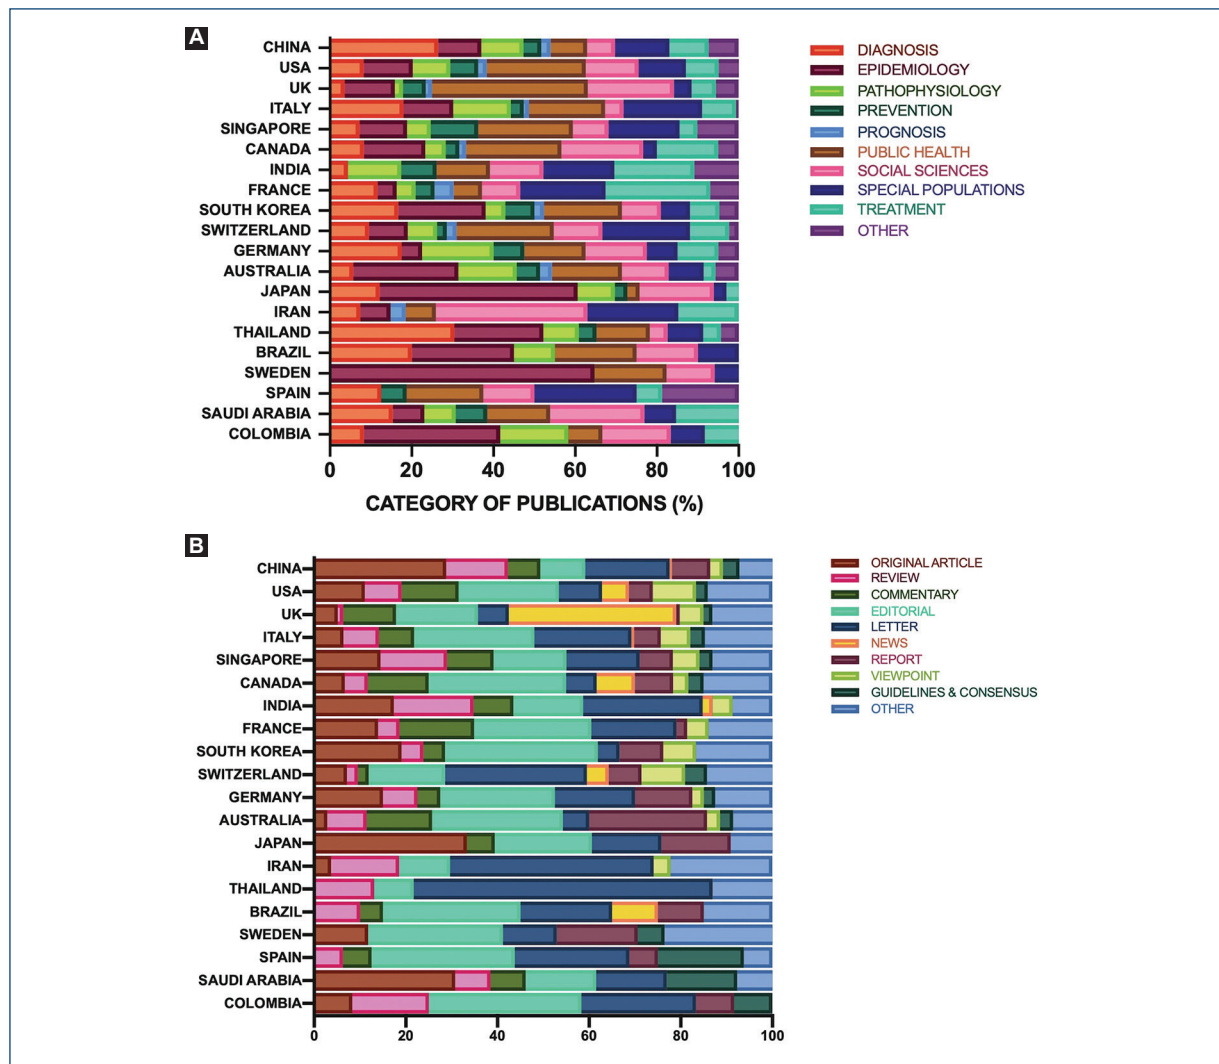 A
CHINA
USA
UK
ITALY
SINGAPORE
CANADA
INDIA
FRANCE
SOUTH KOREA
SWITZERLAND
GERMANY
AUSTRALIA
JAPAN
IRAN
THAILAND
BRAZIL
SWEDEN
SPAIN
SAUDI ARABIA
COLOMBIA
0 20 40 60 80 100
CATEGORY OF PUBLICATIONS (%)
DIAGNOSIS
EPIDEMIOLOGY
PATHOPHYSIOLOGY
PREVENTION
PROGNOSIS
PUBLIC HEALTH
SOCIAL SCIENCES
SPECIAL POPULATIONS
TREATMENT
OTHER
B
CHINA
USA
UK
ITALY
SINGAPORE
CANADA
INDIA
FRANCE
SOUTH KOREA
SWITZERLAND
GERMANY
AUSTRALIA
JAPAN
IRAN
THAILAND
BRAZIL
SWEDEN
SPAIN
SAUDI ARABIA
COLOMBIA
0 20 40 60 80 100
ORIGINAL ARTICLE
REVIEW
COMMENTARY
EDITORIAL
LETTER
NEWS
REPORT
VIEWPOINT
GUIDELINES & CONSENSUS
OTHER